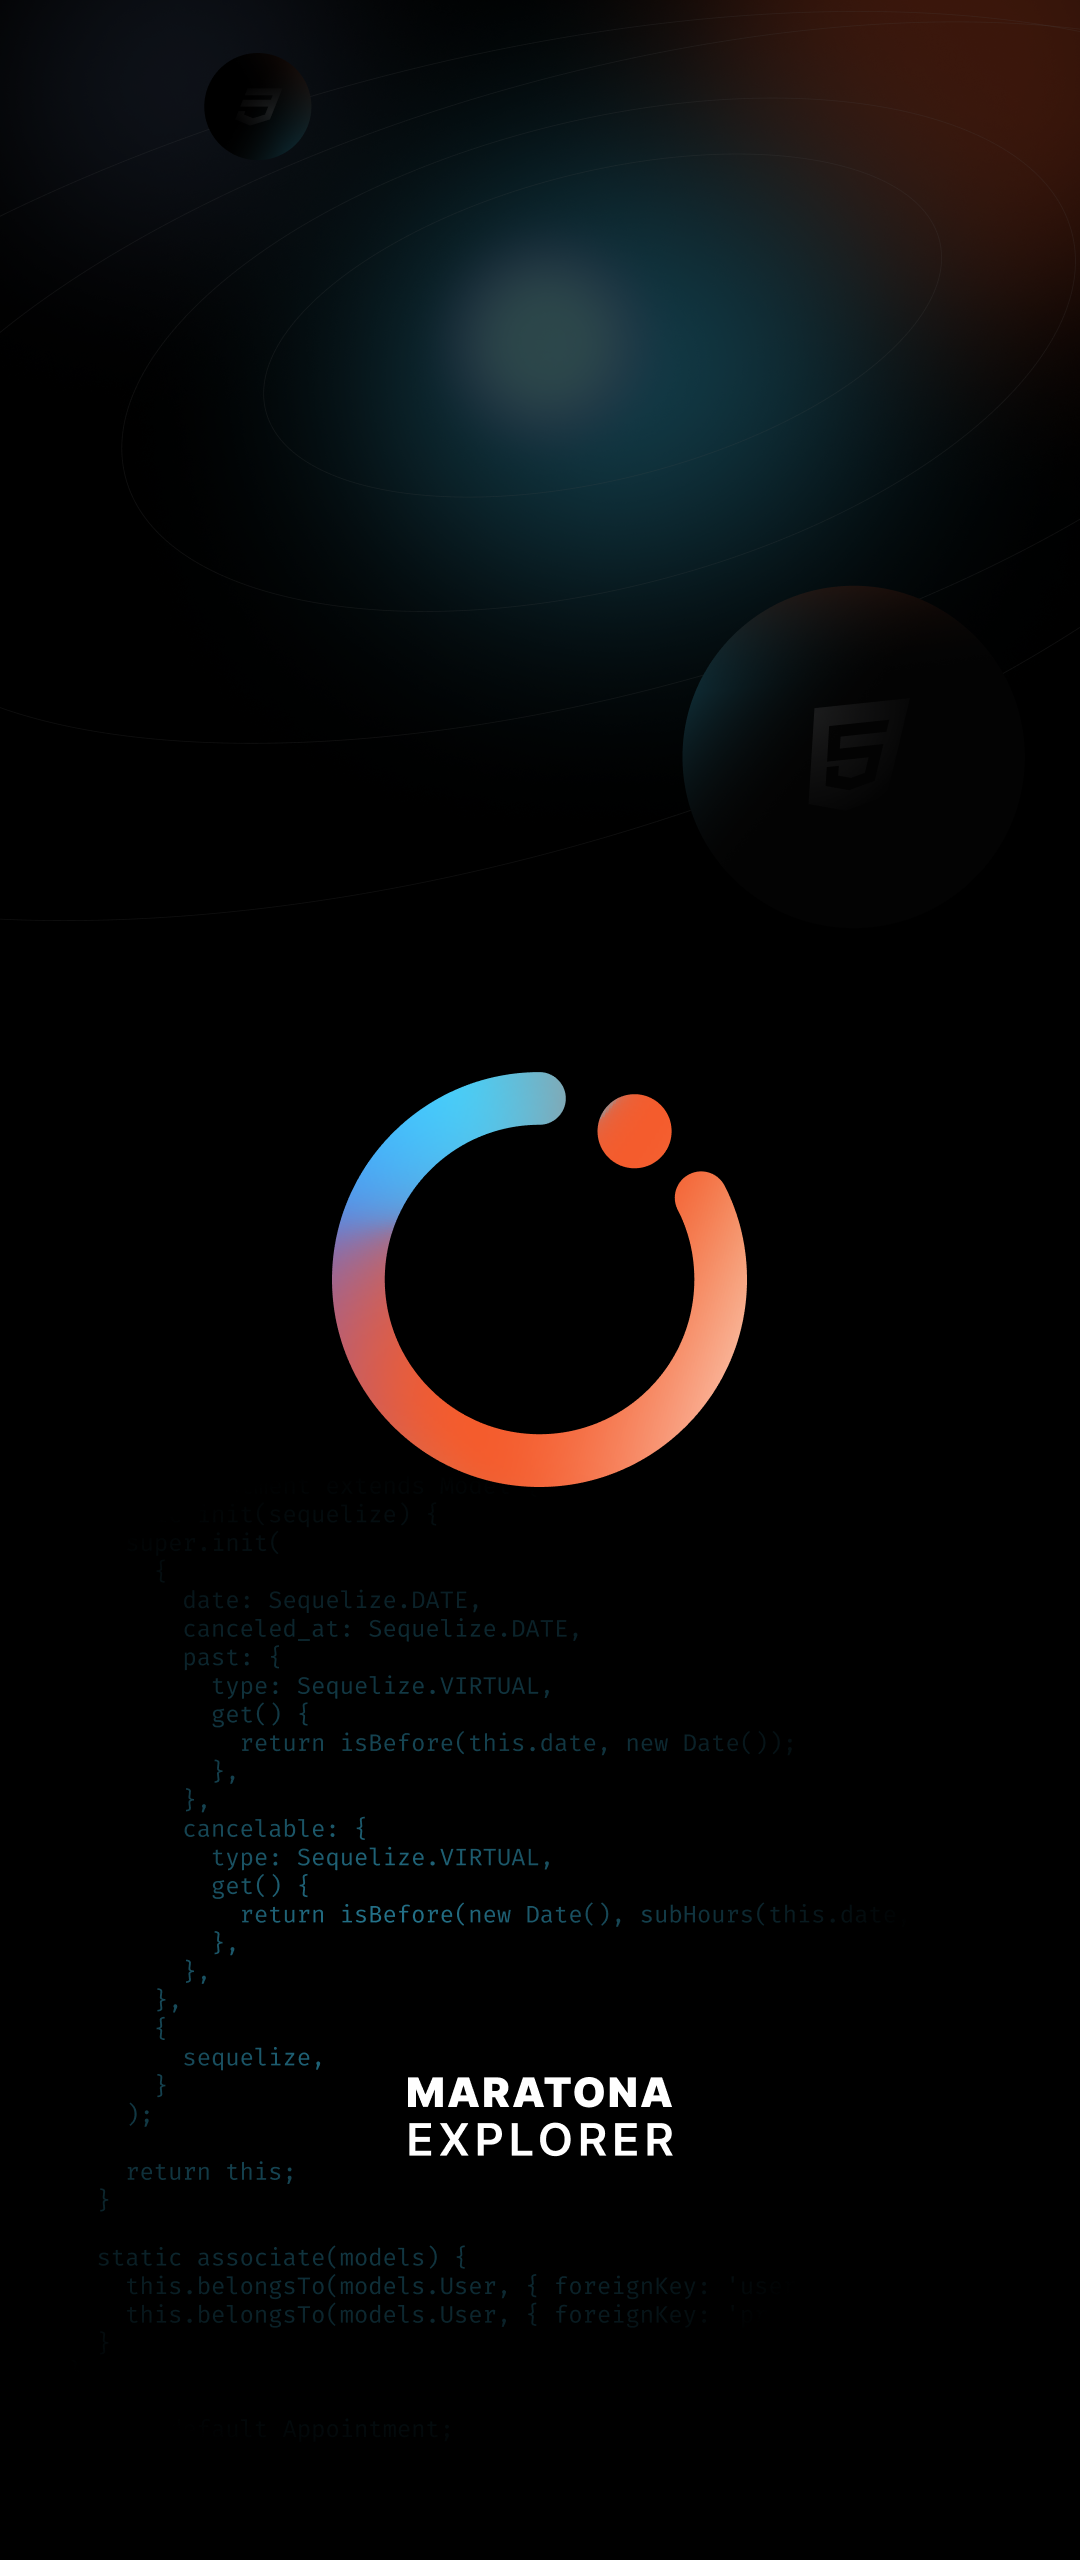 extends
init(sequelize) {
super.init(
{
date: Sequelize.DATE,
canceled_at: Sequelize.DATE,
past: {
type: Sequelize.VIRTUAL,
get() {
return isBefore(this.date, new Date());
},
},
cancelable: {
type: Sequelize.VIRTUAL,
get() {
return isBefore(new Date(), subHours(this.date
},
},
},
{
sequelize,
}
);
MARATONA
EXPLORER
return this;
}
static associate(models) {
this.belongsTo(models.User, { foreignKey: 'use
this.belongsTo(models.User, { foreignKey: '
}
Appointment;